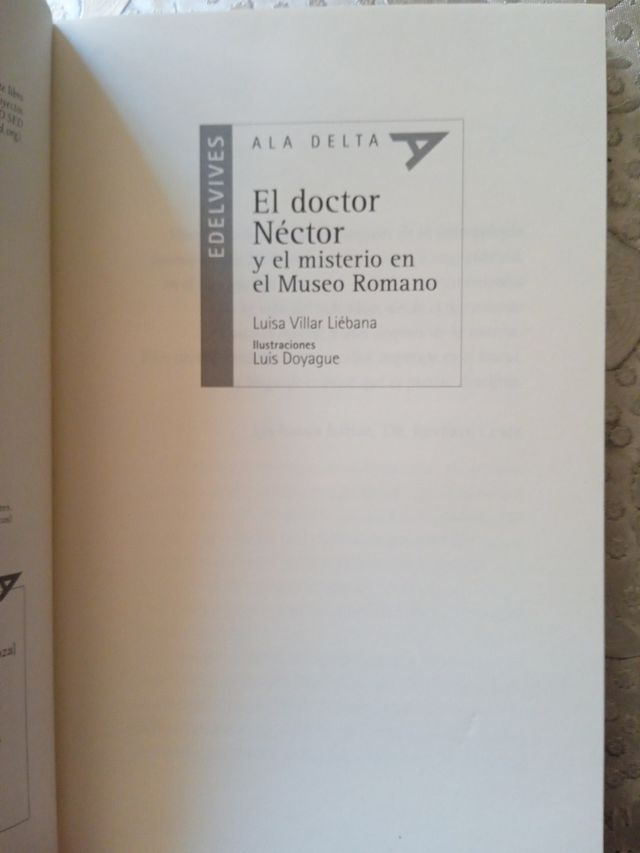 EDELVIVES
ALA DELTA
El doctor
Néctor
y el misterio en
el Museo Romano
Luisa Villar Liébana
Ilustraciones
Luis Doyague